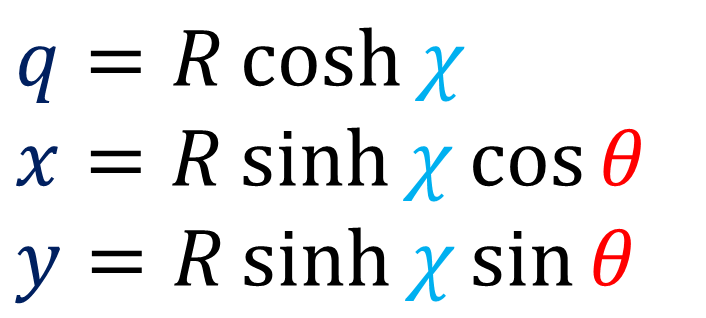 q = R cosh χ
x = R sinh χ cos θ
y = R sinh χ sin θ